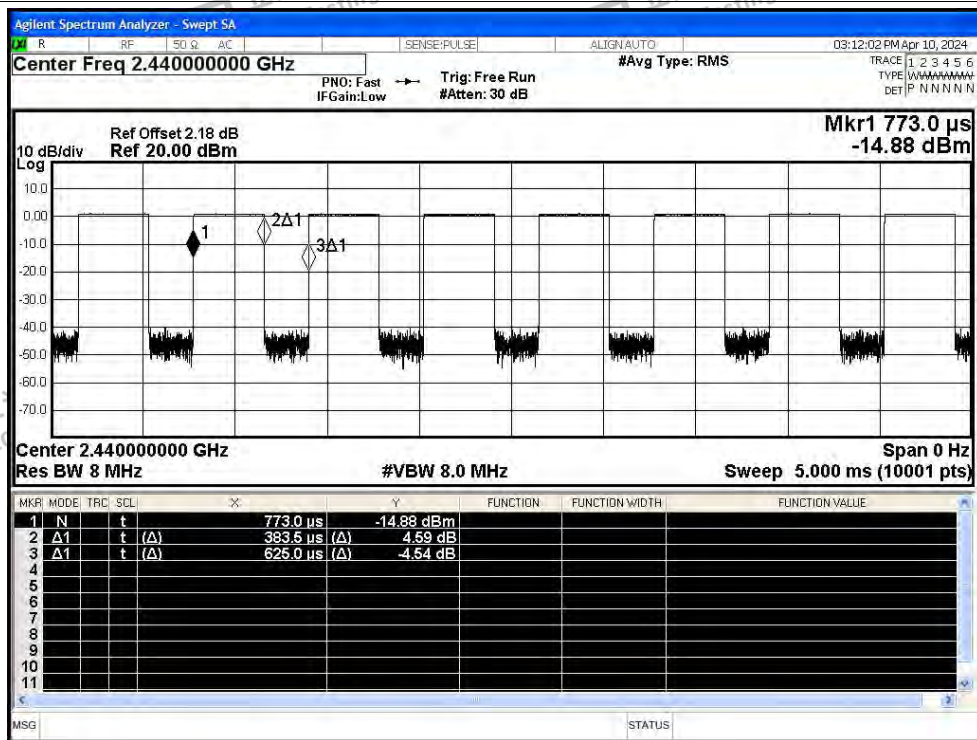 Agilent Spectrum Analyzer - Swept SA
R RF 50 Ω AC SENSE:PULSE ALIGN AUTO 03:12:02 PM Apr 10, 2024
Center Freq 2.440000000 GHz #Avg Type: RMS TRACE 1 2 3 4 5 6
PNO: Fast Trig: Free Run TYPE
IFGain:Low #Atten: 30 dB DET P N N N N N
Mkr1 773.0 µs
Ref Offset 2.18 dB
10 dB/div Ref 20.00 dBm -14.88 dBm
Log
10.0
0.00
1 2Δ1
-10.0
3Δ1
-20.0
-30.0
-40.0
-50.0
-60.0
-70.0
Center 2.440000000 GHz Span 0 Hz
Res BW 8 MHz #VBW 8.0 MHz Sweep 5.000 ms (10001 pts)
MKR MODE TRC SCL X Y FUNCTION FUNCTION WIDTH FUNCTION VALUE
1 N t 773.0 µs -14.88 dBm
2 Δ1 t (Δ) 383.5 µs (Δ) 4.59 dB
3 Δ1 t (Δ) 625.0 µs (Δ) -4.54 dB
4
5
6
7
8
9
10
11
MSG STATUS